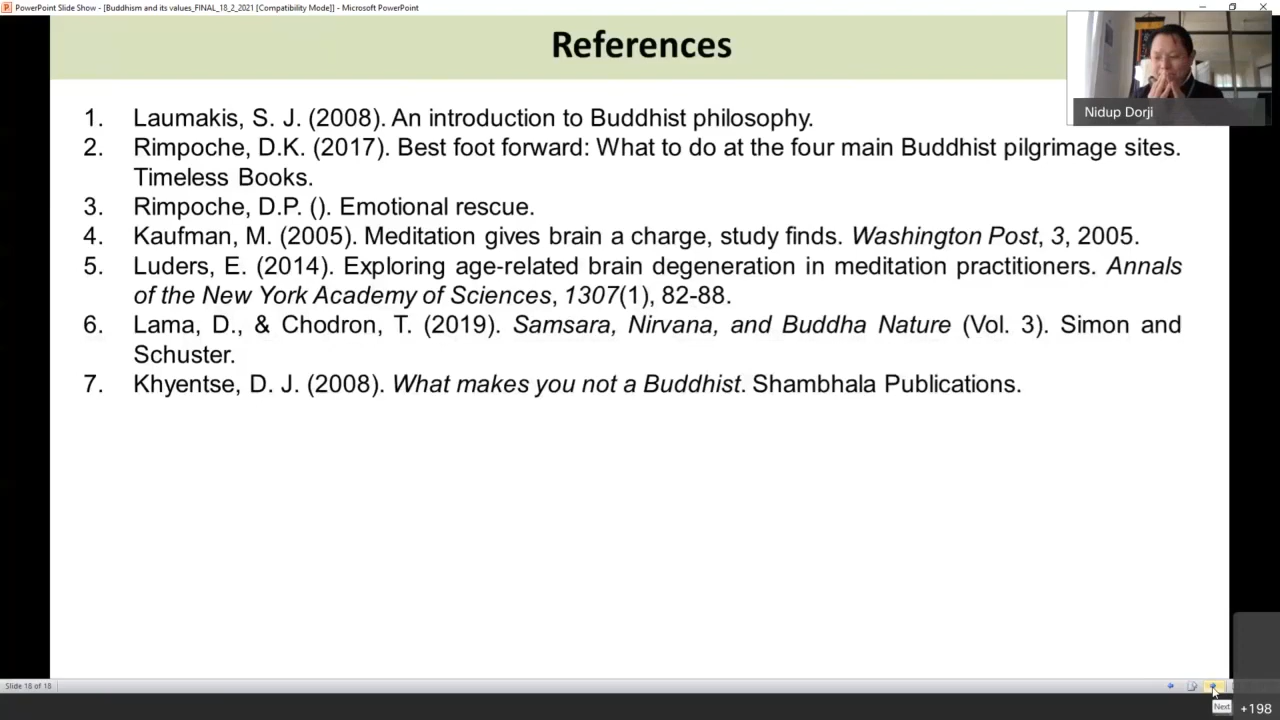 PowerPoint Slide Show - [Buddhism and its values_FINAL_18_2_2021 [Compatibility Mode]] - Microsoft PowerPoint
References
Nidup Dorji
1. Laumakis, S. J. (2008). An introduction to Buddhist philosophy.
2. Rimpoche, D.K. (2017). Best foot forward: What to do at the four main Buddhist pilgrimage sites.
Timeless Books.
3. Rimpoche, D.P. (). Emotional rescue.
4. Kaufman, M. (2005). Meditation gives brain a charge, study finds. Washington Post, 3, 2005.
5. Luders, E. (2014). Exploring age-related brain degeneration in meditation practitioners. Annals
of the New York Academy of Sciences, 1307(1), 82-88.
6. Lama, D., & Chodron, T. (2019). Samsara, Nirvana, and Buddha Nature (Vol. 3). Simon and
Schuster.
7. Khyentse, D. J. (2008). What makes you not a Buddhist. Shambhala Publications.
Slide 18 of 18
Next
+198